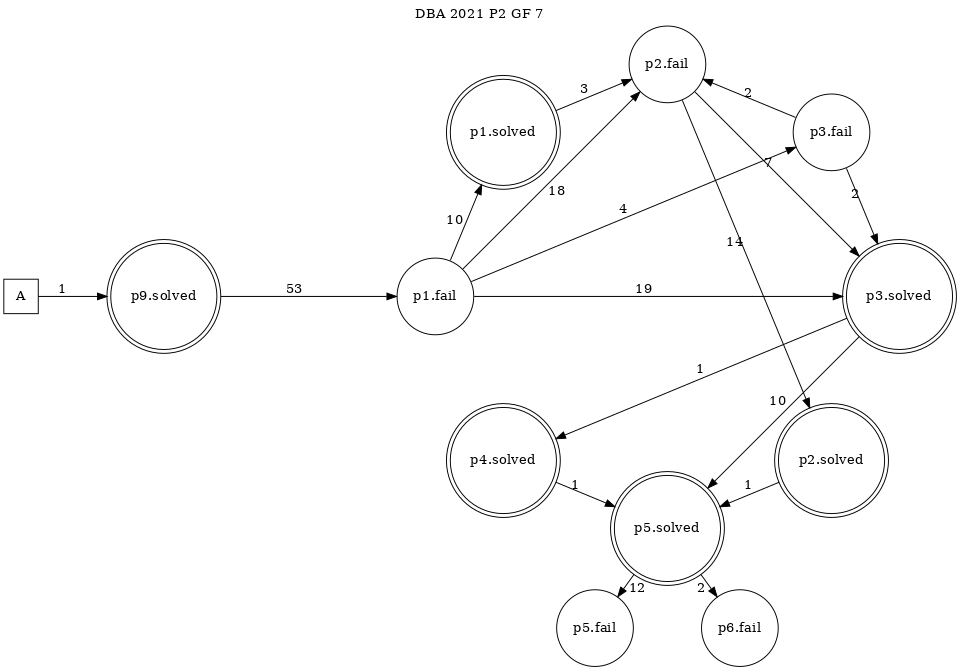 DBA 2021 P2 GF 7
p2.fail
3
2
p1.solved
p3.fail
7
18
2
4
10
14
A
1
p9.solved
53
p1.fail
19
p3.solved
1
10
p4.solved
p2.solved
1
1
p5.solved
12
2
p5.fail
p6.fail